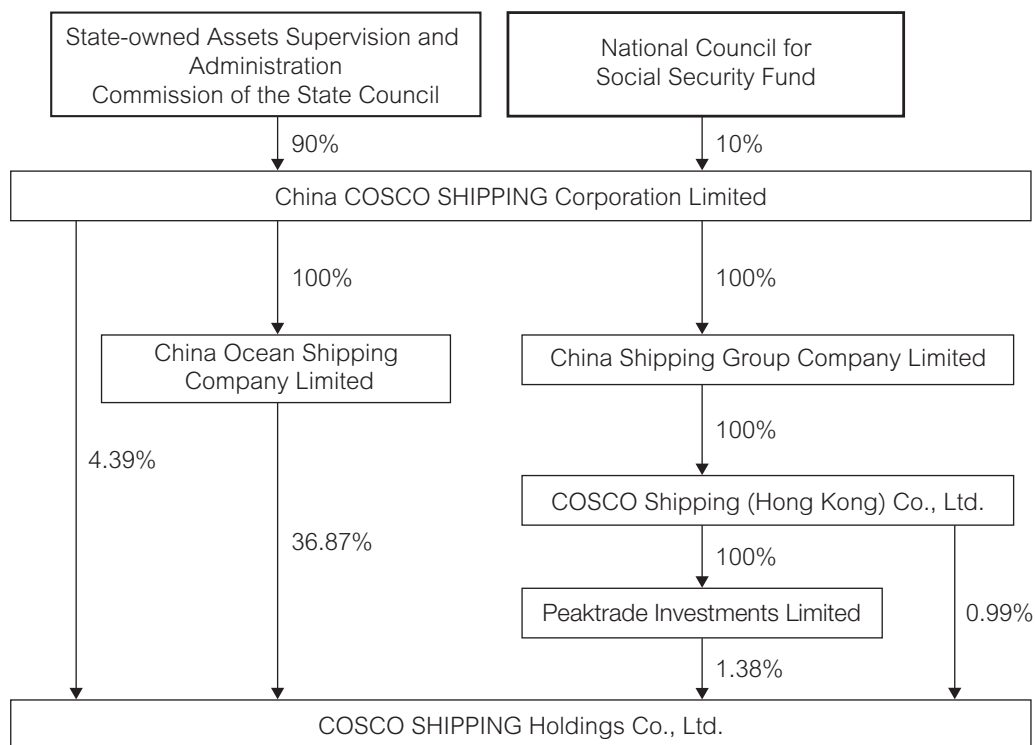 State-owned Assets Supervision and
Administration
Commission of the State Council
National Council for
Social Security Fund
90%
10%
China COSCO SHIPPING Corporation Limited
100%
100%
China Ocean Shipping
Company Limited
China Shipping Group Company Limited
100%
4.39%
COSCO Shipping (Hong Kong) Co., Ltd.
36.87%
100%
Peaktrade Investments Limited
0.99%
1.38%
COSCO SHIPPING Holdings Co., Ltd.